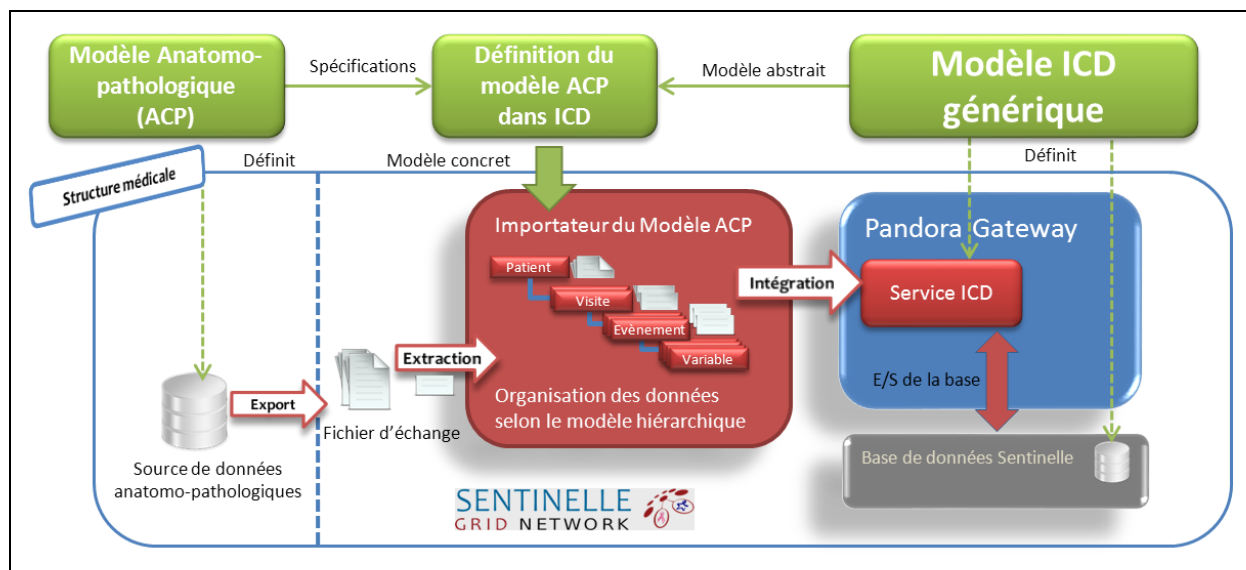 Modèle Anatomo-
pathologique
(ACP)
Spécifications
Définition du
modèle ACP
dans ICD
Modèle abstrait
Modèle ICD
générique
Structure médicale
Définit
Modèle concret
Définit
Importateur du Modèle ACP
Patient
Visite
Evènement
Variable
Organisation des données
selon le modèle hiérarchique
Intégration
Pandora Gateway
Service ICD
E/S de la base
Base de données Sentinelle
Extraction
Export
Fichier d'échange
Source de données
anatomo-pathologiques
SENTINELLE
GRID NETWORK